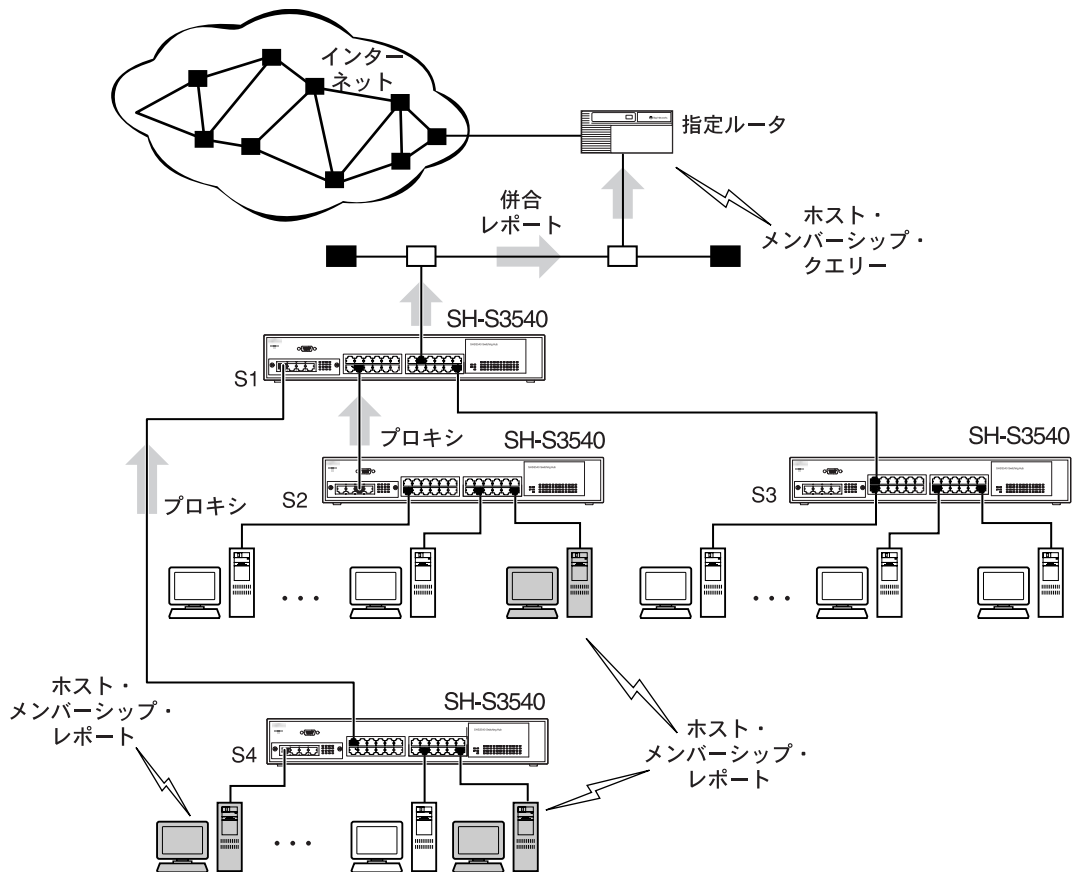 インター
ネット
指定ルータ
併合
レポート
ホスト・
メンバーシップ・
クエリー
SH-S3540
S1
プロキシ
SH-S3540
SH-S3540
プロキシ
S2
S3
ホスト・
メンバーシップ・
レポート
SH-S3540
S4
ホスト・
メンバーシップ・
レポート